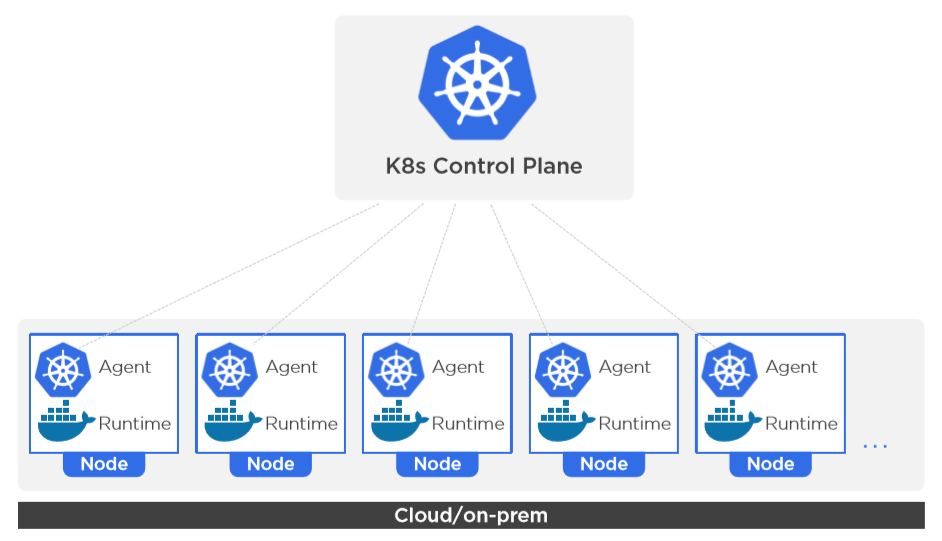 K8s Control Plane
Agent
Runtime
Node
Agent
Runtime
Node
Agent
Runtime
Node
Agent
Runtime
Node
Agent
Runtime
Node
...
Cloud/on-prem